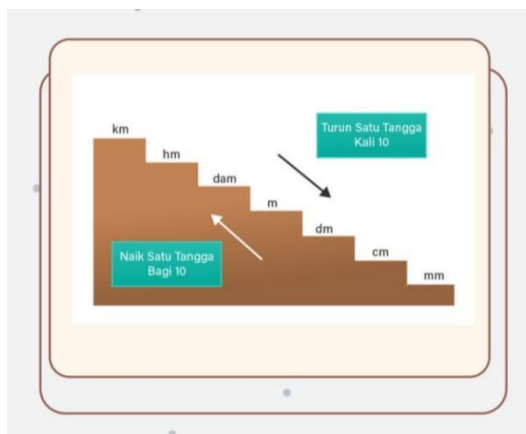 km
hm
dam
m
dm
cm
mm
Turun Satu Tangga
Kali 10
Naik Satu Tangga
Bagi 10